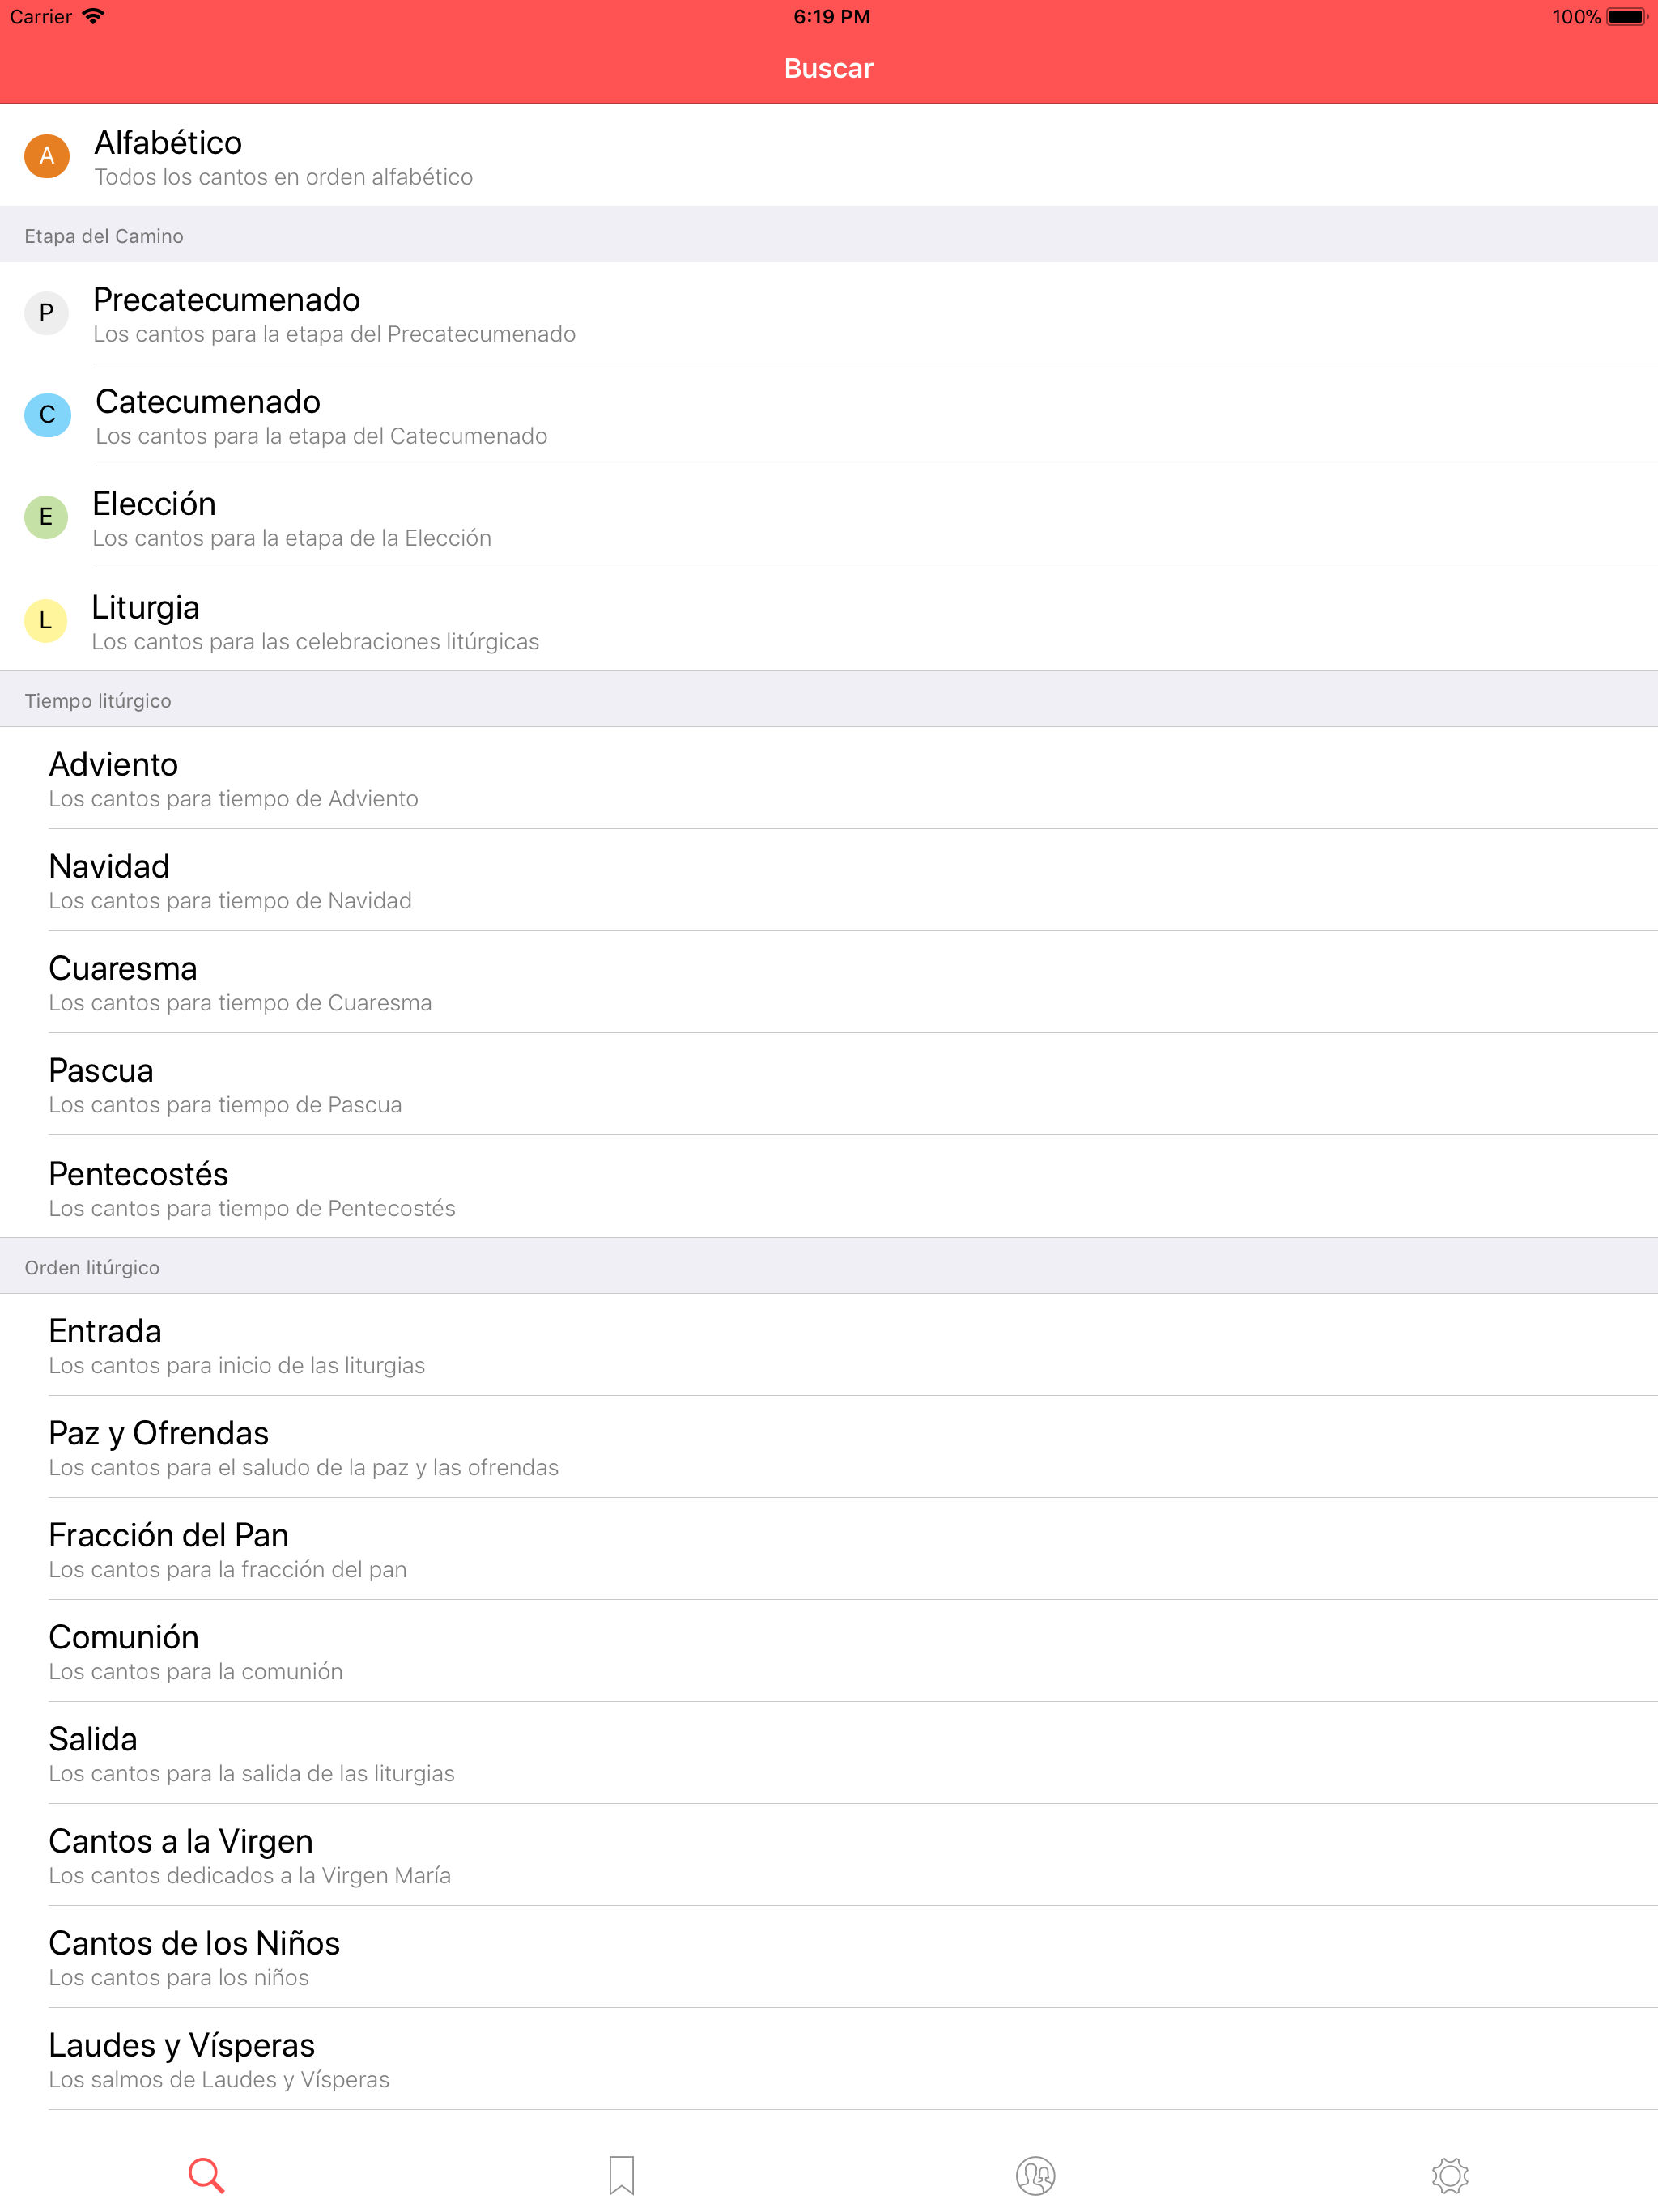 Carrier 6:19 PM 100%
Buscar
A
Alfabético
Todos los cantos en orden alfabético
Etapa del Camino
P
Precatecumenado
Los cantos para la etapa del Precatecumenado
C
Catecumenado
Los cantos para la etapa del Catecumenado
E
Elección
Los cantos para la etapa de la Elección
L
Liturgia
Los cantos para las celebraciones litúrgicas
Tiempo litúrgico
Adviento
Los cantos para tiempo de Adviento
Navidad
Los cantos para tiempo de Navidad
Cuaresma
Los cantos para tiempo de Cuaresma
Pascua
Los cantos para tiempo de Pascua
Pentecostés
Los cantos para tiempo de Pentecostés
Orden litúrgico
Entrada
Los cantos para inicio de las liturgias
Paz y Ofrendas
Los cantos para el saludo de la paz y las ofrendas
Fracción del Pan
Los cantos para la fracción del pan
Comunión
Los cantos para la comunión
Salida
Los cantos para la salida de las liturgias
Cantos a la Virgen
Los cantos dedicados a la Virgen María
Cantos de los Niños
Los cantos para los niños
Laudes y Vísperas
Los salmos de Laudes y Vísperas